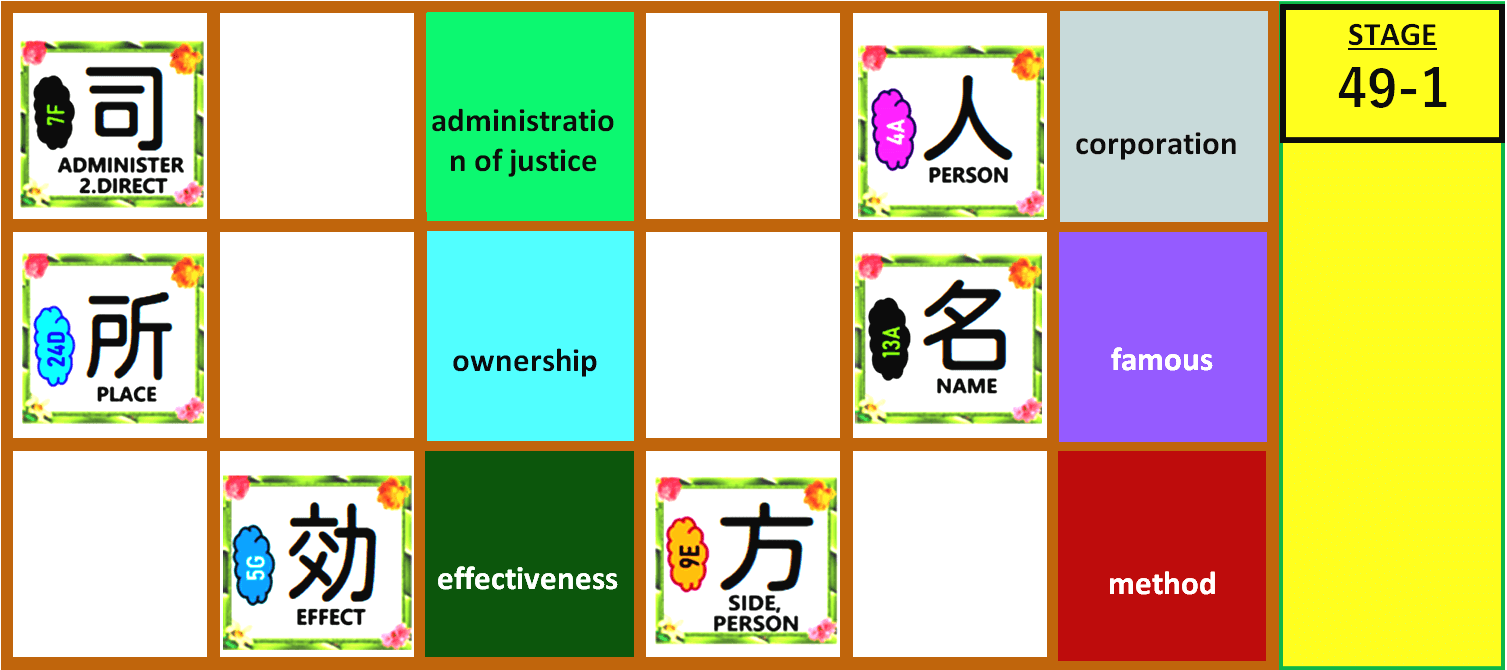 7F
司
ADMINISTER
2.DIRECT
administratio
n of justice
4A
人
PERSON
corporation
STAGE
49-1
24D
所
PLACE
ownership
13A
名
NAME
famous
5G
効
EFFECT
effectiveness
9E
方
SIDE,
PERSON
method